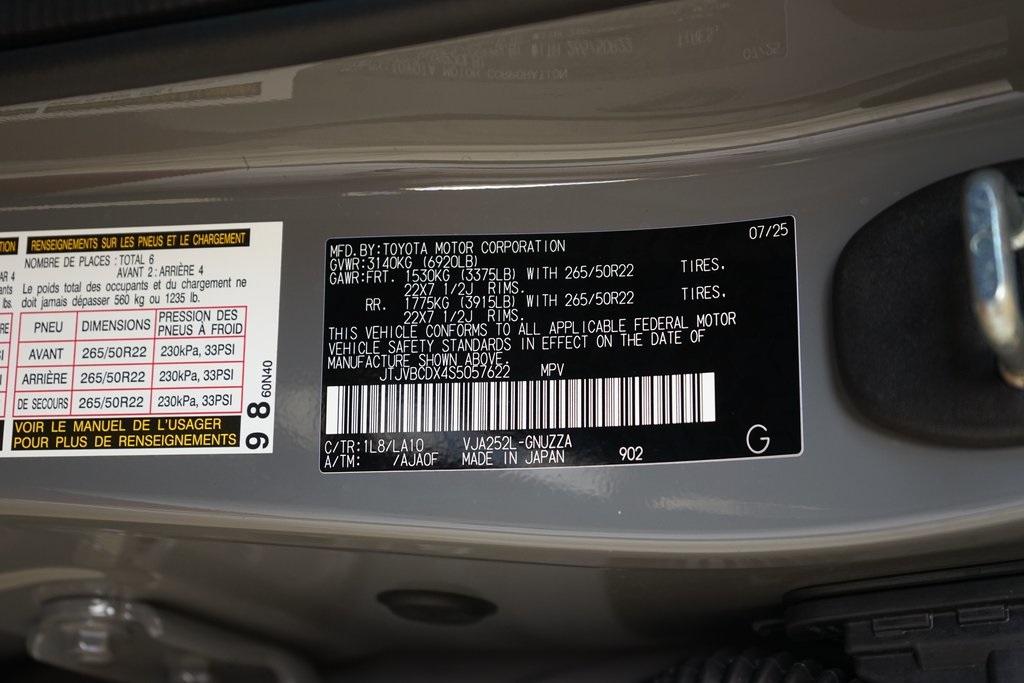 TION
RENSEIGNEMENTS SUR LES PNEUS ET LE CHARGEMENT
NOMBRE DE PLACES : TOTAL 6
AVANT 2 : ARRIÈRE 4
Le poids total des occupants et du chargement ne
doit jamais dépasser 560 kg ou 1235 lb.
PNEU DIMENSIONS PRESSION DES PNEUS À FROID
AVANT 265/50R22 230kPa, 33PSI
ARRIÈRE 265/50R22 230kPa, 33PSI
DE SECOURS 265/50R22 230kPa, 33PSI
VOIR LE MANUEL DE L'USAGER
POUR PLUS DE RENSEIGNEMENTS
98 60N40
07/25
MFD.BY:TOYOTA MOTOR CORPORATION
GVWR:3140KG (6920LB)
GAWR:FRT. 1530KG (3375LB) WITH 265/50R22 TIRES.
22X7 1/2J RIMS.
RR. 1775KG (3915LB) WITH 265/50R22 TIRES.
22X7 1/2J RIMS.
THIS VEHICLE CONFORMS TO ALL APPLICABLE FEDERAL MOTOR
VEHICLE SAFETY STANDARDS IN EFFECT ON THE DATE OF
MANUFACTURE SHOWN ABOVE.
JTJVBCDX4S5057622 MPV
C/TR:1L8/LA10 VJA252L-GNUZZA
A/TM: /AJA0F MADE IN JAPAN 902
G